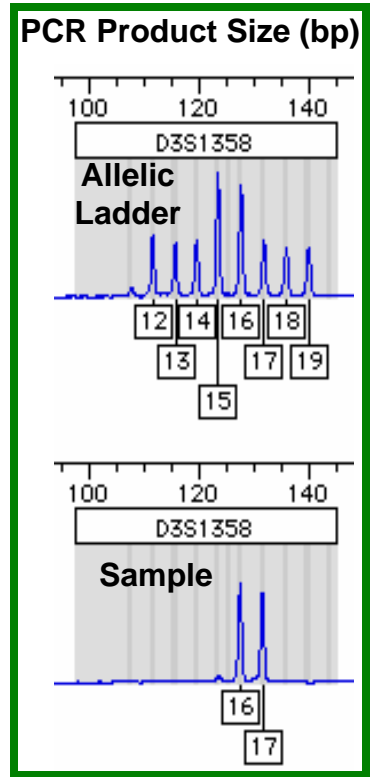 PCR Product Size (bp)
100 120 140
D3S1358
Allelic
Ladder
12 14 16 18
13 17 19
15
100 120 140
D3S1358
Sample
16
17